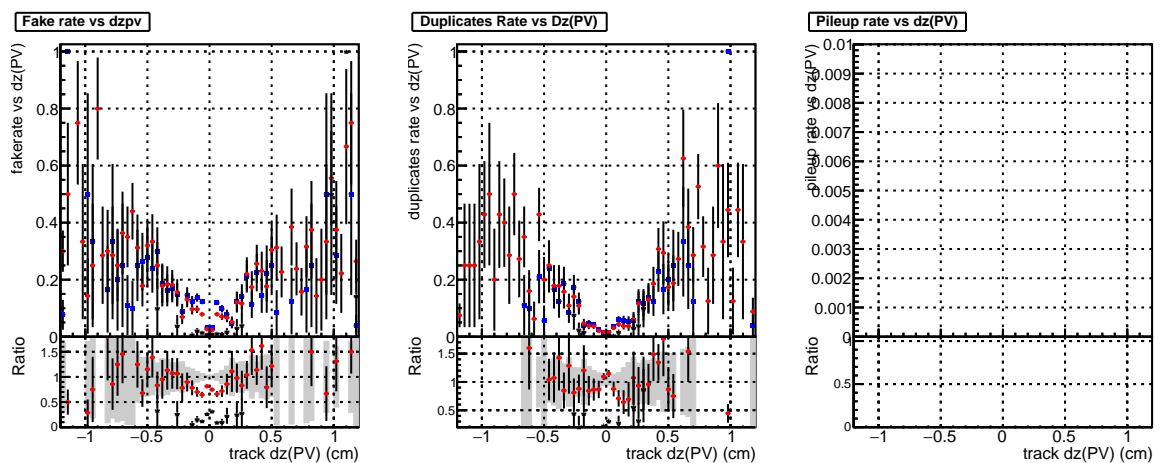 Fake rate vs dzpv
fakerate vs dz(PV)
1
0.8
0.6
0.4
0.2
0
Ratio
1.5
1
0.5
0
−1 −0.5 0 0.5 1
track dz(PV) (cm)
Duplicates Rate vs Dz(PV)
duplicates rate vs dz(PV)
1
0.8
0.6
0.4
0.2
0
Ratio
1.5
1
0.5
−1 −0.5 0 0.5 1
track dz(PV) (cm)
Pileup rate vs dz(PV)
pileup rate vs dz(PV)
0.01
0.009
0.008
0.007
0.006
0.005
0.004
0.003
0.002
0.001
0
Ratio
1
0.5
0
−1 −0.5 0 0.5 1
track dz(PV) (cm)